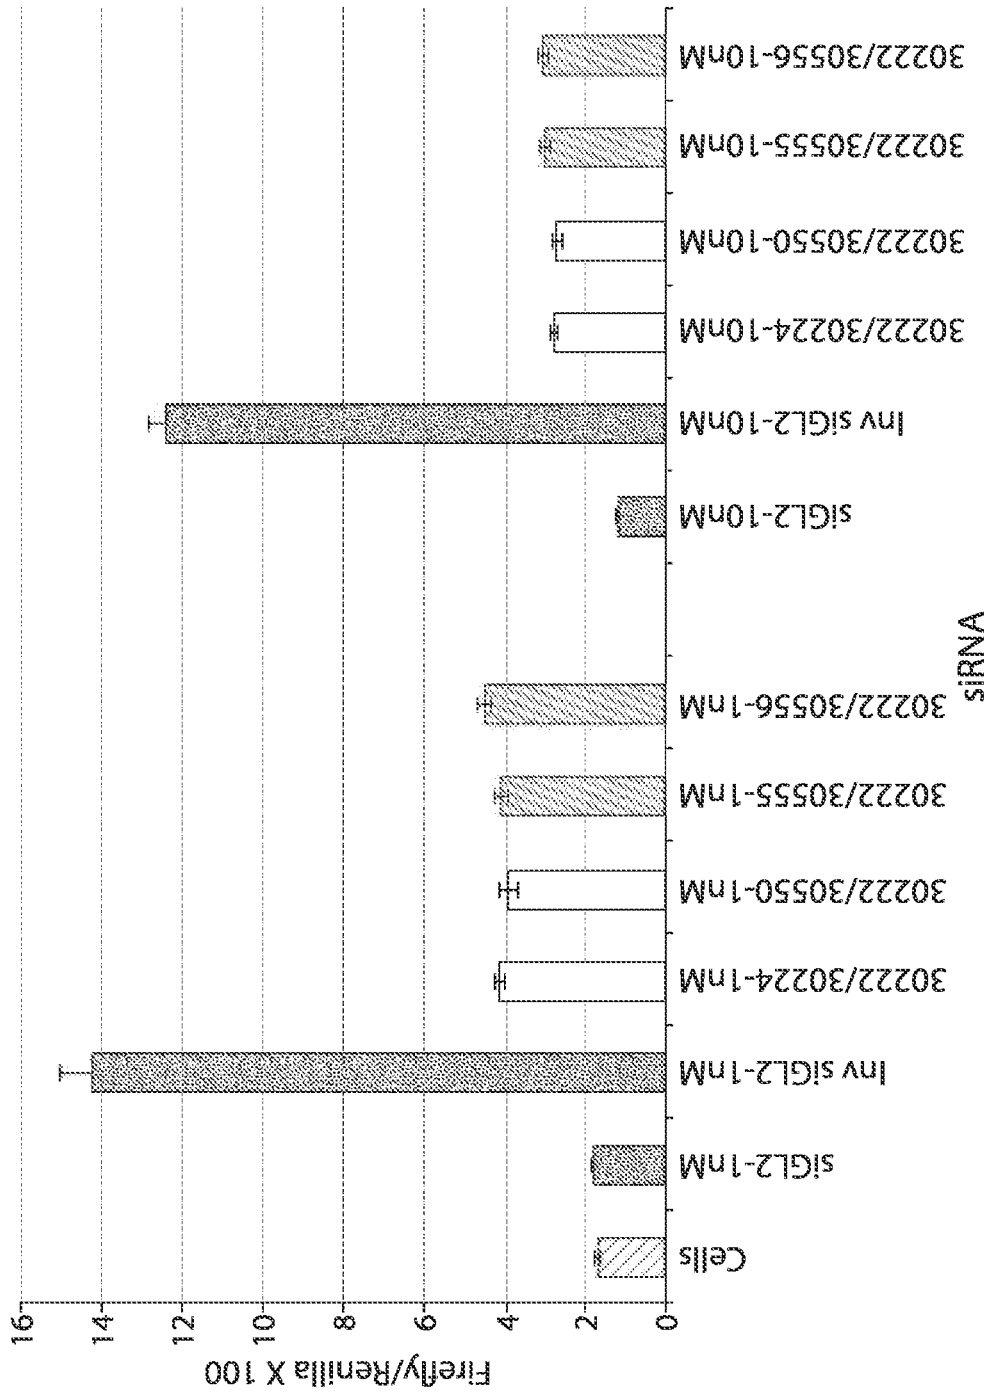 Firefly/Renilla X 100
16
14
12
10
8
6
4
2
0
Cells
siGL2-1nM
Inv siGL2-1nM
30222/30224-1nM
30222/30550-1nM
30222/30555-1nM
30222/30556-1nM
siGL2-10nM
Inv siGL2-10nM
30222/30224-10nM
30222/30550-10nM
30222/30555-10nM
30222/30556-10nM
siRNA